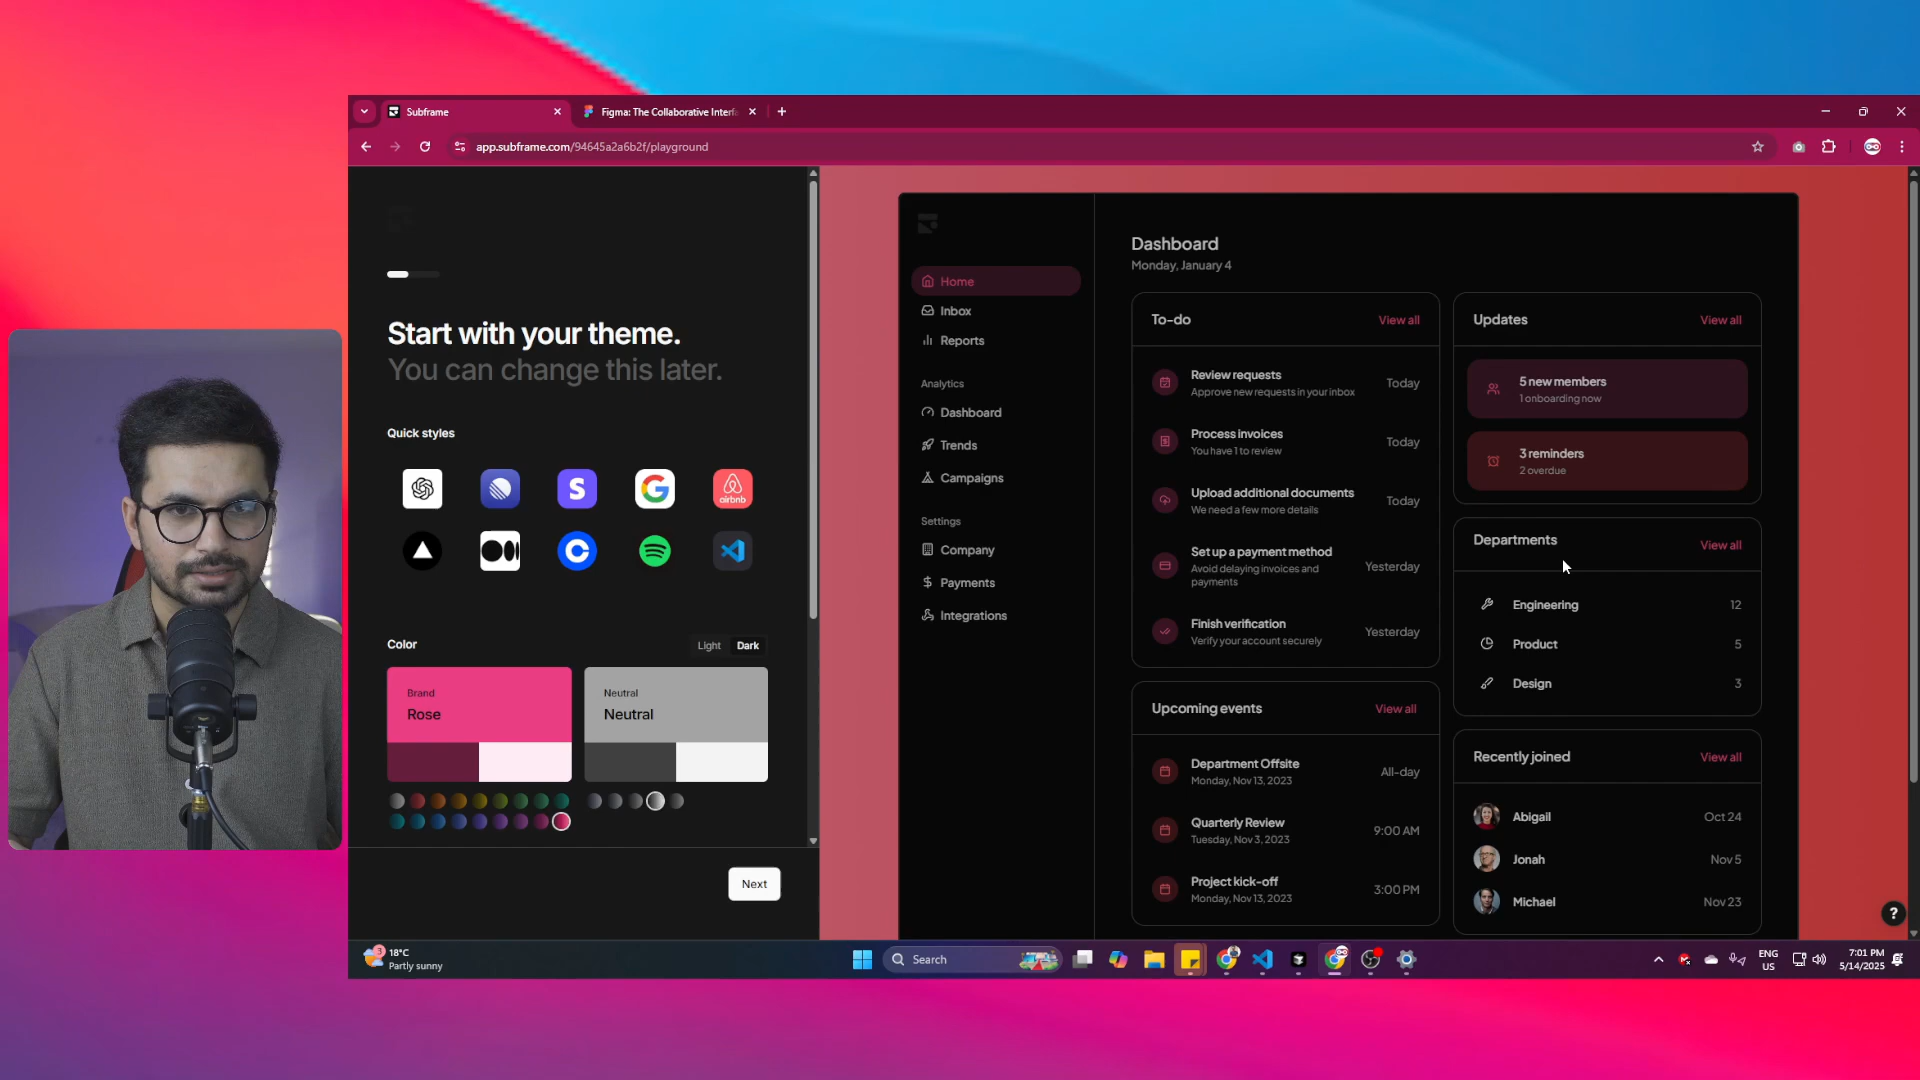 Subframe
Figma: The Collaborative Interf
app.subframe.com/94645a2a6b2f/playground
Start with your theme.
You can change this later.
Quick styles
S
G
airbnb
C
Color
Light
Dark
Brand
Rose
Neutral
Neutral
Next
Home
Inbox
Reports
Analytics
Dashboard
Trends
Campaigns
Settings
Company
Payments
Integrations
Dashboard
Monday, January 4
To-do
View all
Review requests
Approve new requests in your inbox
Today
Process invoices
You have 1 to review
Today
Upload additional documents
We need a few more details
Today
Set up a payment method
Avoid delaying invoices and
payments
Yesterday
Finish verification
Verify your account securely
Yesterday
Upcoming events
View all
Department Offsite
Monday, Nov 13, 2023
All-day
Quarterly Review
Tuesday, Nov 3, 2023
9:00 AM
Project kick-off
Monday, Nov 13, 2023
3:00 PM
Updates
View all
5 new members
1 onboarding now
3 reminders
2 overdue
Departments
View all
Engineering
12
Product
5
Design
3
Recently joined
View all
Abigail
Oct 24
Jonah
Nov 5
Michael
Nov 23
?
3
18°C
Partly sunny
Search
ENG
US
7:01 PM
5/14/2025